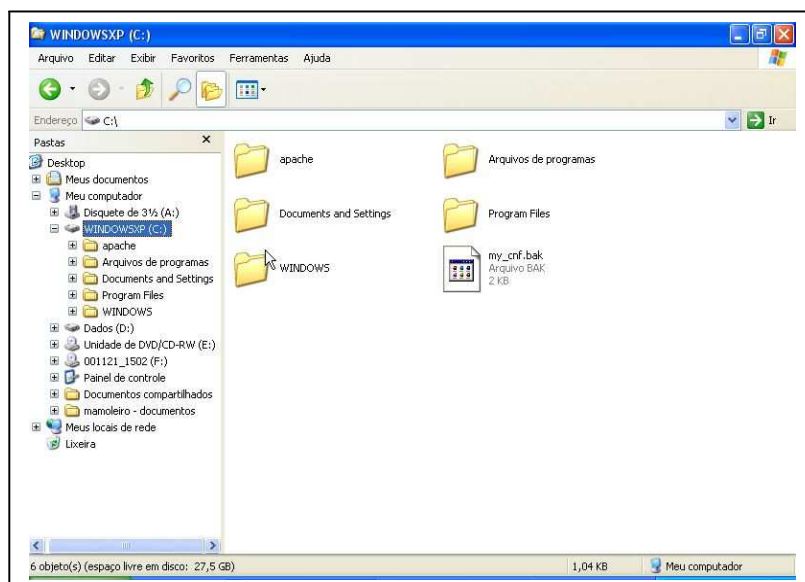 WINDOWSXP (C:)
Arquivo Editar Exibir Favoritos Ferramentas Ajuda
Endereço C:\ Ir
Pastas
Desktop
Meus documentos
Meu computador
Disquete de 3½ (A:)
WINDOWSXP (C:)
apache
Arquivos de programas
Documents and Settings
Program Files
WINDOWS
Dados (D:)
Unidade de DVD/CD-RW (E:)
001121_1502 (F:)
Painel de controle
Documentos compartilhados
mamoleiro - documentos
Meus locais de rede
Lixeira
apache
Arquivos de programas
Documents and Settings
Program Files
WINDOWS
my_cnf.bak
Arquivo BAK
2 KB
6 objeto(s) (espaço livre em disco: 27,5 GB) 1,04 KB Meu computador